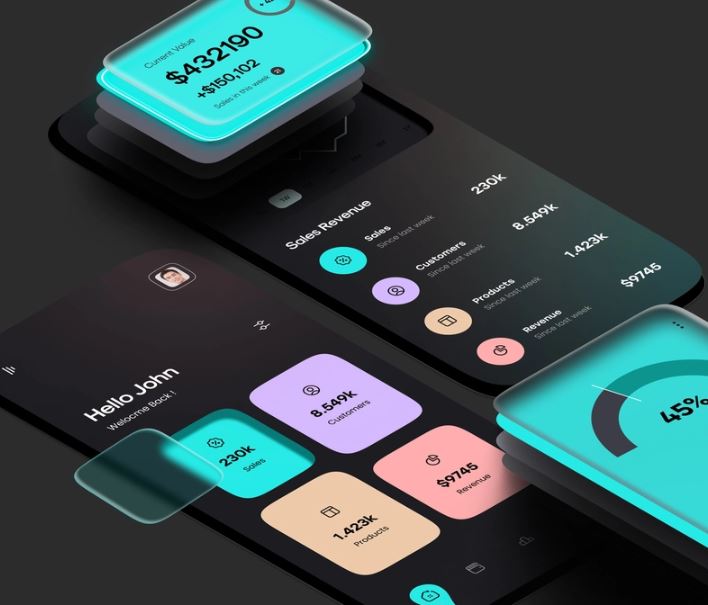 Current Value
$432190
+$150,102
Sales in this week 21
1W
Sales Revenue
Sales
Since last week
230k
Customers
Since last week
8.549k
Products
Since last week
1.423k
Revenue
Since last week
$9745
Hello John
Welocme Back !
8.549k
Customers
230k
Sales
$9745
Revenue
1.423k
Products
45%